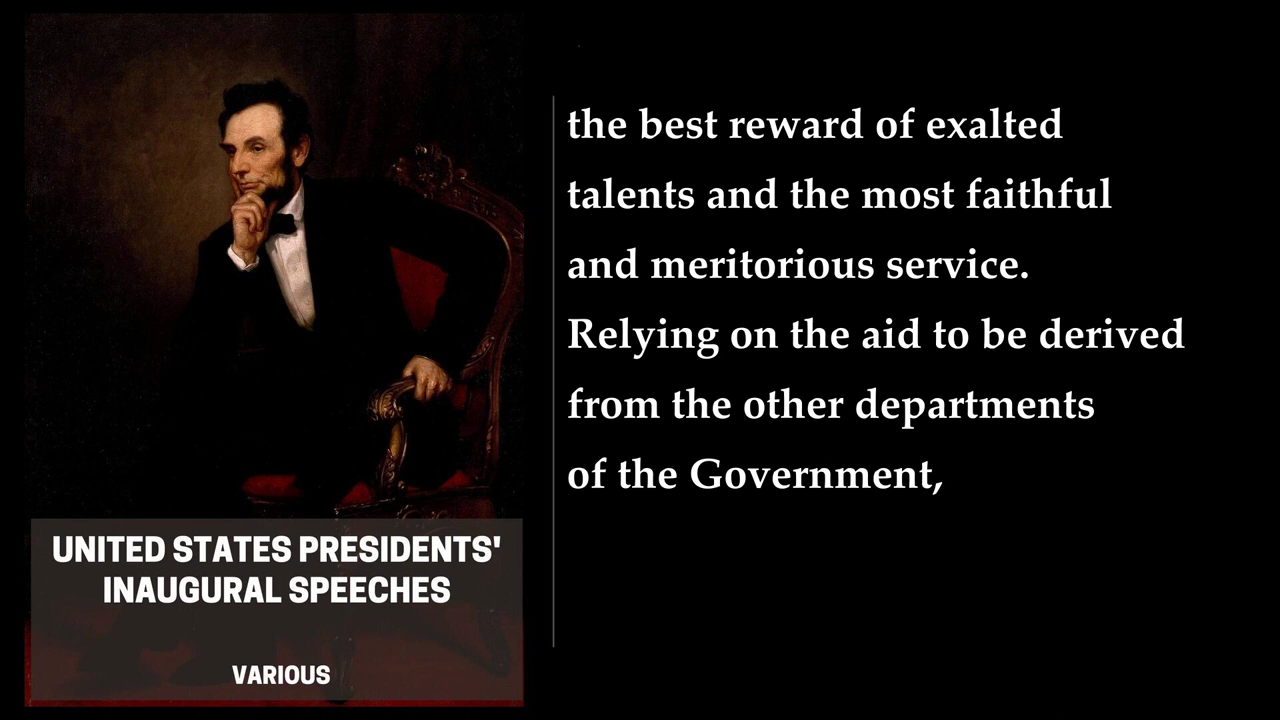 the best reward of exalted
talents and the most faithful
and meritorious service.
Relying on the aid to be derived
from the other departments
of the Government,
UNITED STATES PRESIDENTS'
INAUGURAL SPEECHES
VARIOUS